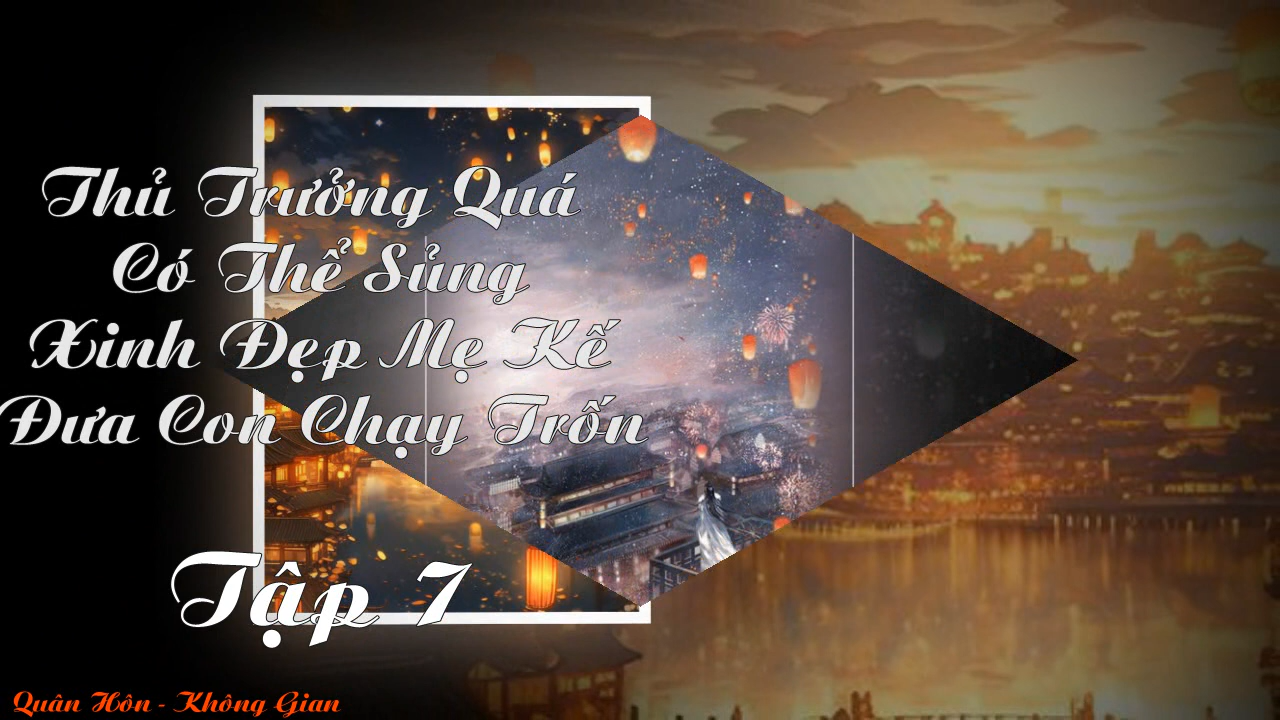 Thủ Trưởng Quá
Có Thể Sủng
Xinh Đẹp Mẹ Kế
Đưa Con Chạy Trốn
Tập 7
Quân Hôn - Không Gian